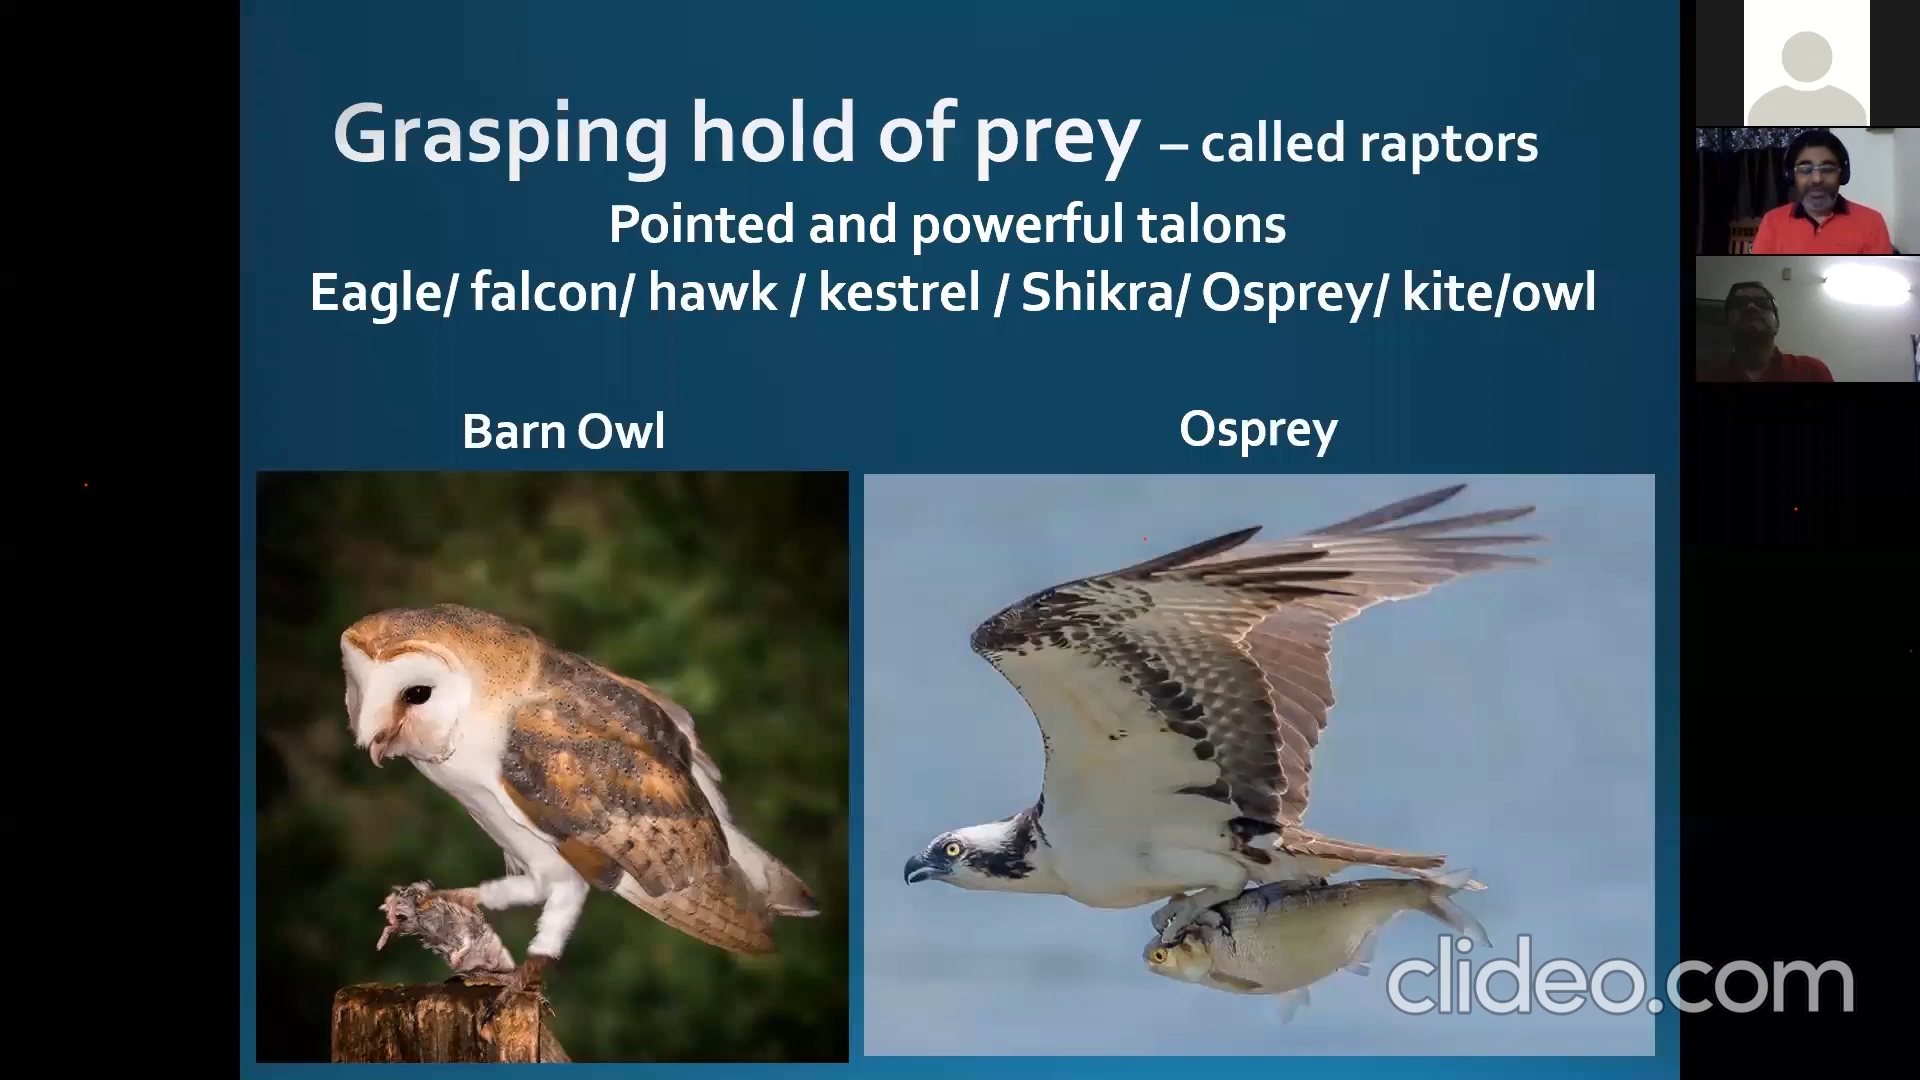 Grasping hold of prey – called raptors
Pointed and powerful talons
Eagle/ falcon/ hawk / kestrel / Shikra/ Osprey/ kite/owl
Barn Owl
Osprey
clideo.com